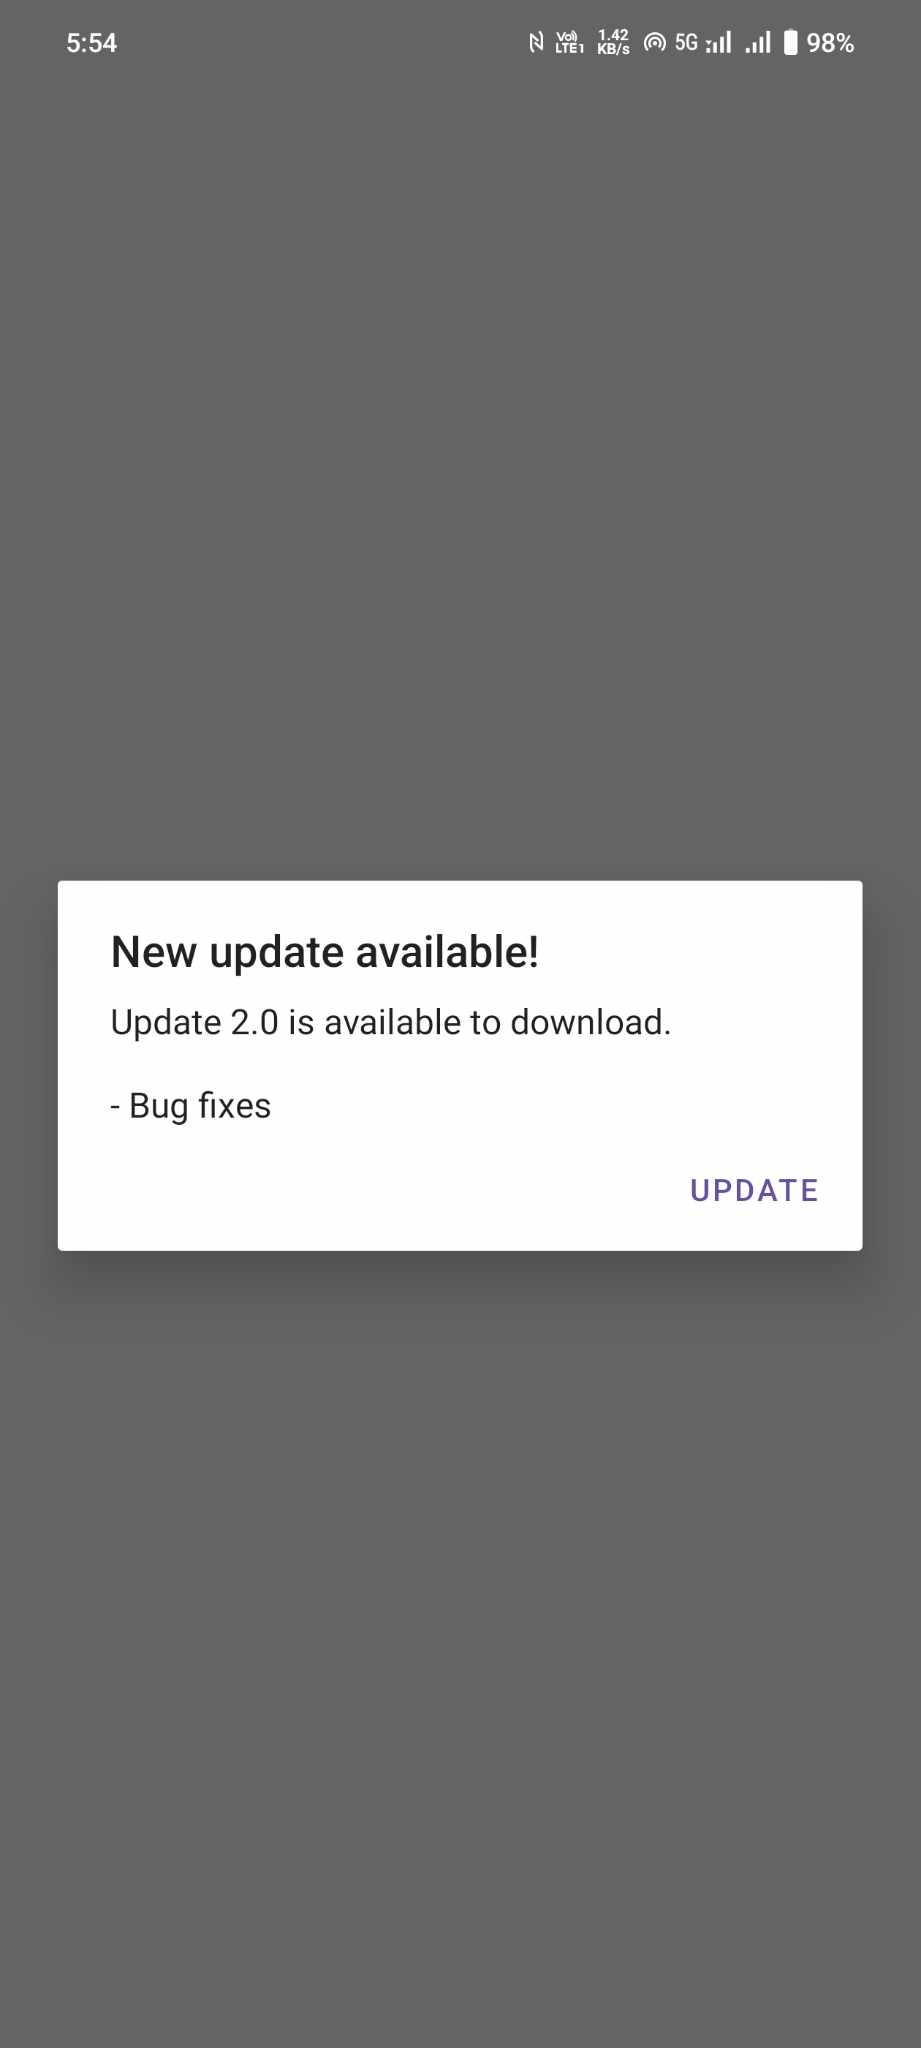 5:54 Vo) LTE1 1.42 KB/s 5G 98%
New update available!
Update 2.0 is available to download.
- Bug fixes
UPDATE